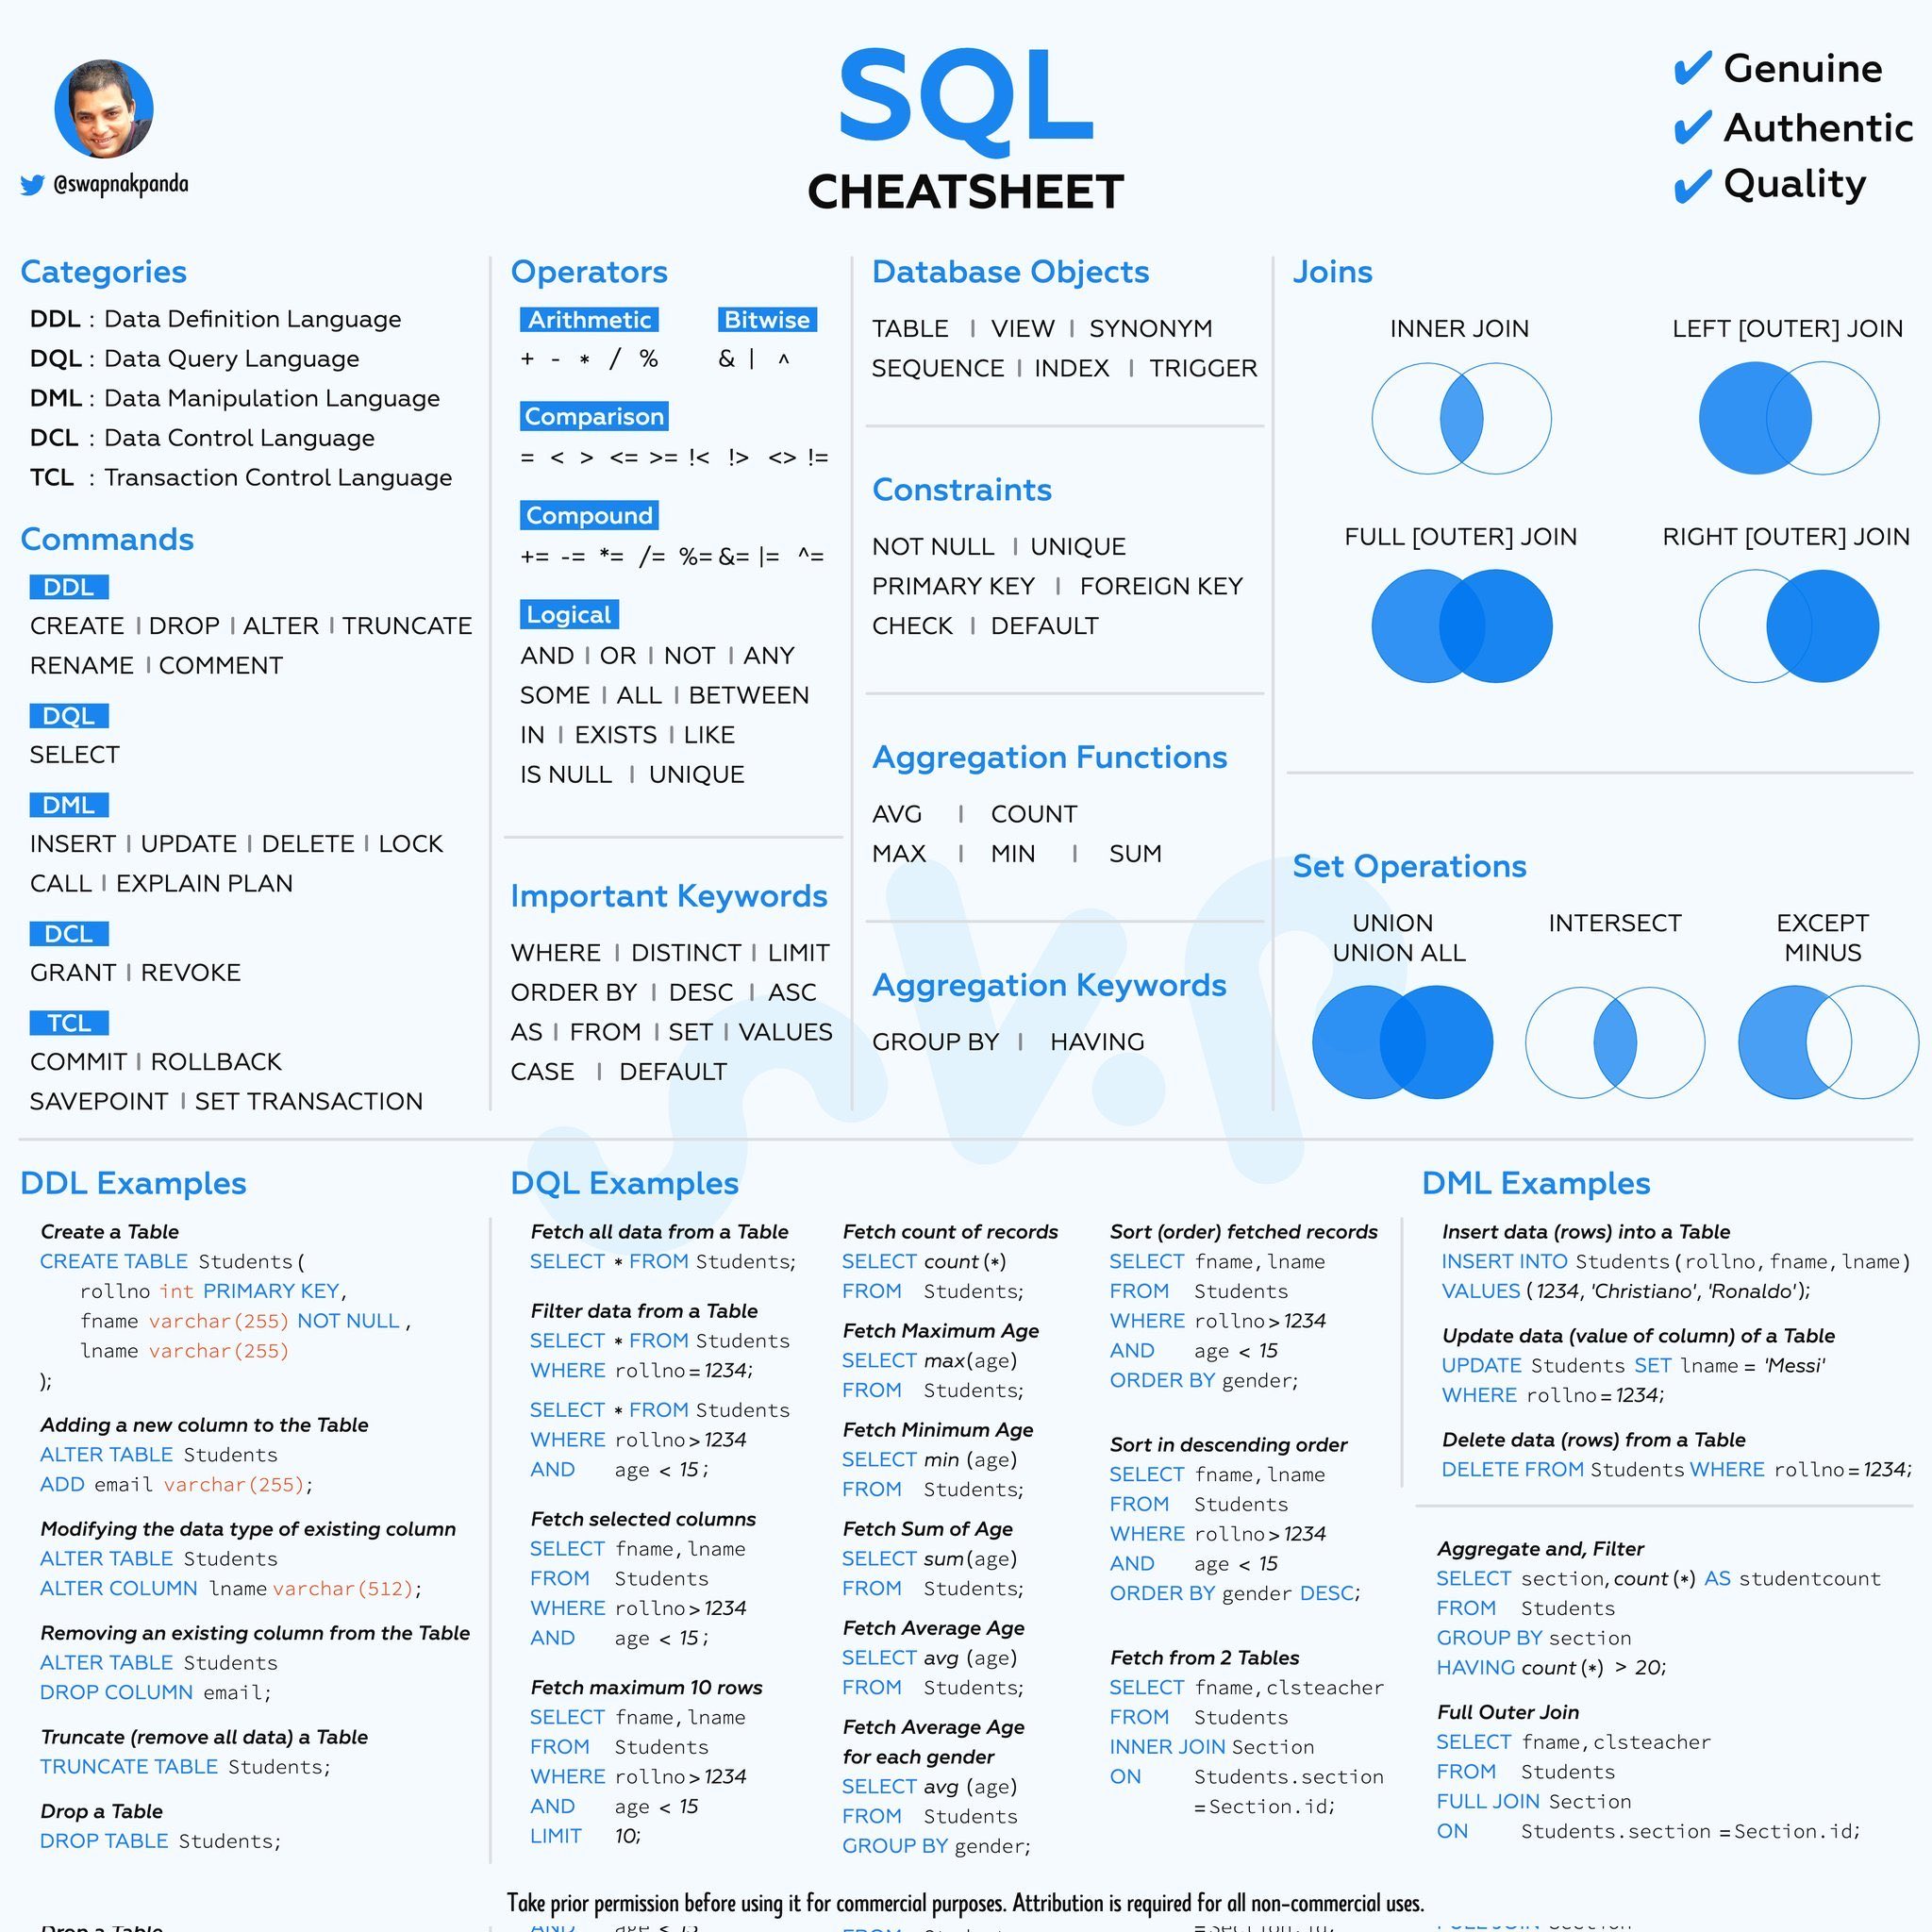 @swapnakpanda
SQL
CHEATSHEET
✔ Genuine
✔ Authentic
✔ Quality
Categories
DDL : Data Definition Language
DQL : Data Query Language
DML : Data Manipulation Language
DCL : Data Control Language
TCL : Transaction Control Language
Commands
DDL
CREATE | DROP | ALTER | TRUNCATE
RENAME | COMMENT
DQL
SELECT
DML
INSERT | UPDATE | DELETE | LOCK
CALL | EXPLAIN PLAN
DCL
GRANT | REVOKE
TCL
COMMIT | ROLLBACK
SAVEPOINT | SET TRANSACTION
Operators
Arithmetic Bitwise
+ - * / % & | ^
Comparison
= < > <= >= !< !> <> !=
Compound
+= -= *= /= %= &= |= ^=
Logical
AND | OR | NOT | ANY
SOME | ALL | BETWEEN
IN | EXISTS | LIKE
IS NULL | UNIQUE
Important Keywords
WHERE | DISTINCT | LIMIT
ORDER BY | DESC | ASC
AS | FROM | SET | VALUES
CASE | DEFAULT
Database Objects
TABLE | VIEW | SYNONYM
SEQUENCE | INDEX | TRIGGER
Constraints
NOT NULL | UNIQUE
PRIMARY KEY | FOREIGN KEY
CHECK | DEFAULT
Aggregation Functions
AVG | COUNT
MAX | MIN | SUM
Aggregation Keywords
GROUP BY | HAVING
Joins
INNER JOIN LEFT [OUTER] JOIN
FULL [OUTER] JOIN RIGHT [OUTER] JOIN
Set Operations
UNION INTERSECT EXCEPT
UNION ALL MINUS
DDL Examples
Create a Table
CREATE TABLE Students (
rollno int PRIMARY KEY,
fname varchar(255) NOT NULL ,
lname varchar(255)
);
Adding a new column to the Table
ALTER TABLE Students
ADD email varchar(255);
Modifying the data type of existing column
ALTER TABLE Students
ALTER COLUMN lname varchar(512);
Removing an existing column from the Table
ALTER TABLE Students
DROP COLUMN email;
Truncate (remove all data) a Table
TRUNCATE TABLE Students;
Drop a Table
DROP TABLE Students;
DQL Examples
Fetch all data from a Table
SELECT * FROM Students;
Filter data from a Table
SELECT * FROM Students
WHERE rollno = 1234;
SELECT * FROM Students
WHERE rollno > 1234
AND age < 15 ;
Fetch selected columns
SELECT fname, lname
FROM Students
WHERE rollno > 1234
AND age < 15 ;
Fetch maximum 10 rows
SELECT fname, lname
FROM Students
WHERE rollno > 1234
AND age < 15
LIMIT 10;
Fetch count of records
SELECT count (*)
FROM Students;
Fetch Maximum Age
SELECT max(age)
FROM Students;
Fetch Minimum Age
SELECT min (age)
FROM Students;
Fetch Sum of Age
SELECT sum(age)
FROM Students;
Fetch Average Age
SELECT avg (age)
FROM Students;
Fetch Average Age
for each gender
SELECT avg (age)
FROM Students
GROUP BY gender;
Sort (order) fetched records
SELECT fname, lname
FROM Students
WHERE rollno > 1234
AND age < 15
ORDER BY gender;
Sort in descending order
SELECT fname, lname
FROM Students
WHERE rollno > 1234
AND age < 15
ORDER BY gender DESC;
Fetch from 2 Tables
SELECT fname, clsteacher
FROM Students
INNER JOIN Section
ON Students.section
=Section.id;
DML Examples
Insert data (rows) into a Table
INSERT INTO Students (rollno, fname, lname)
VALUES (1234, 'Christiano', 'Ronaldo');
Update data (value of column) of a Table
UPDATE Students SET lname = 'Messi'
WHERE rollno = 1234;
Delete data (rows) from a Table
DELETE FROM Students WHERE rollno = 1234;
Aggregate and, Filter
SELECT section, count (*) AS studentcount
FROM Students
GROUP BY section
HAVING count (*) > 20;
Full Outer Join
SELECT fname, clsteacher
FROM Students
FULL JOIN Section
ON Students.section =Section.id;
Take prior permission before using it for commercial purposes. Attribution is required for all non-commercial uses.